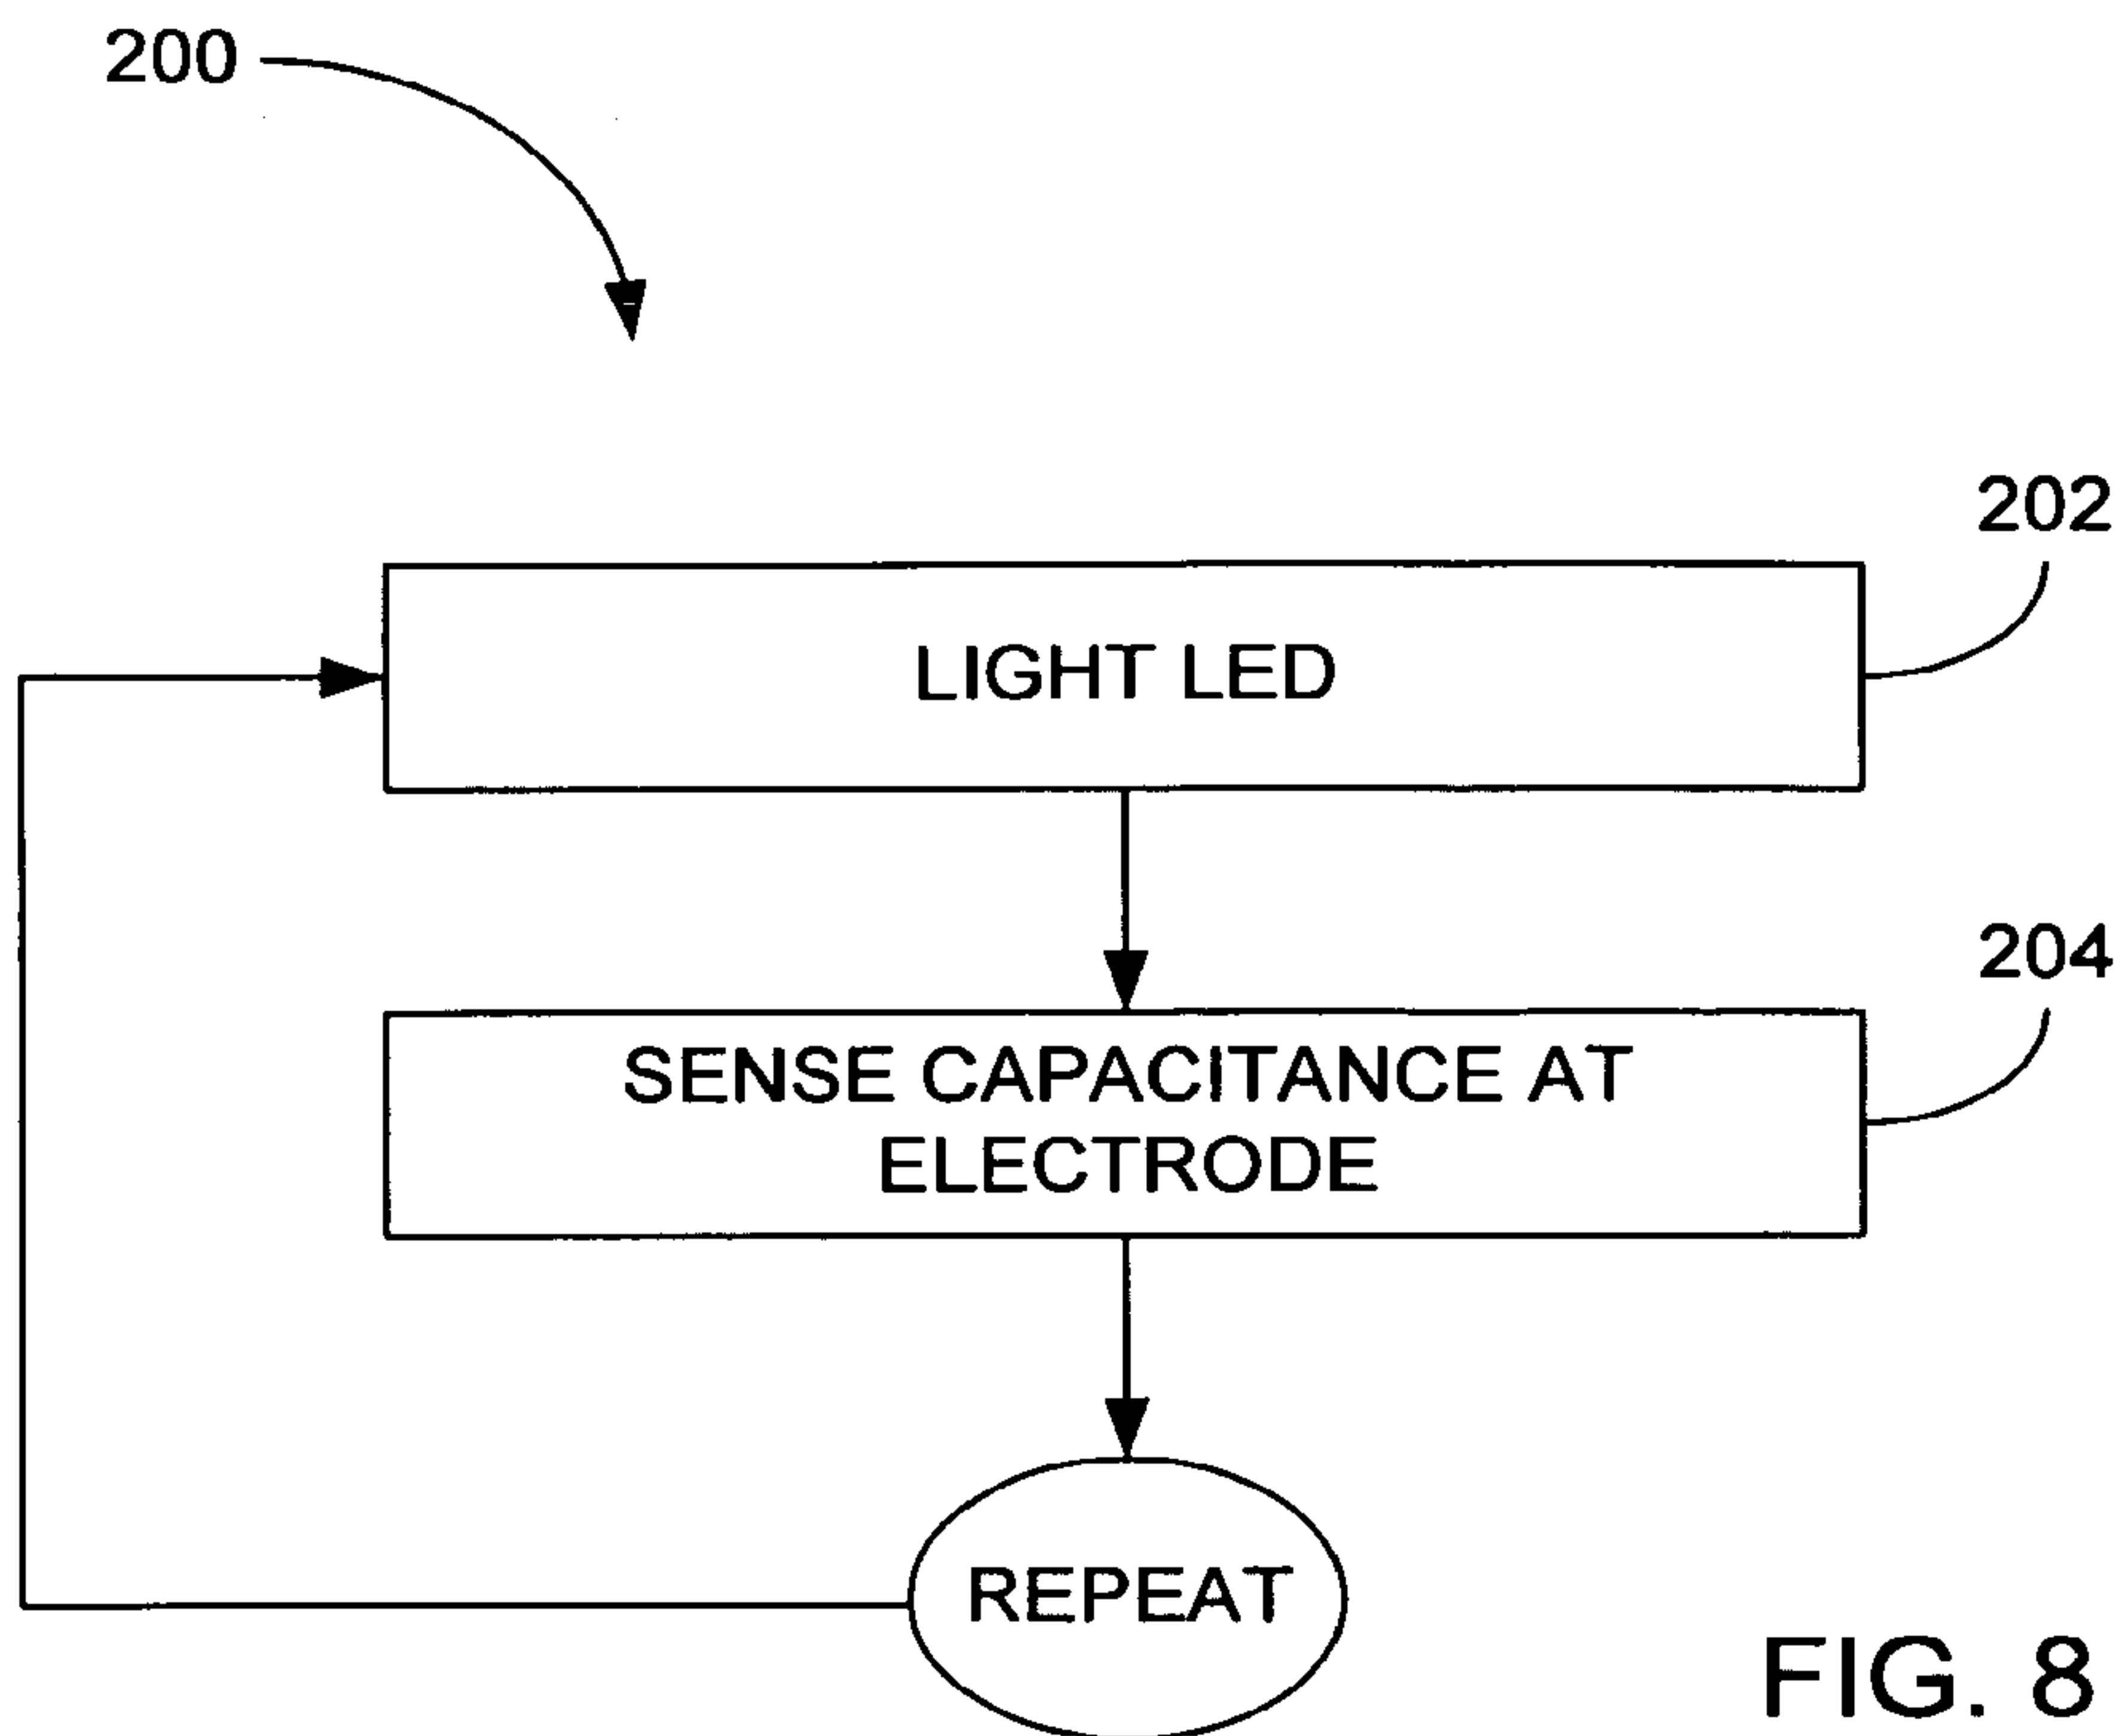 200
202
LIGHT LED
204
SENSE CAPACITANCE AT
ELECTRODE
REPEAT
FIG. 8